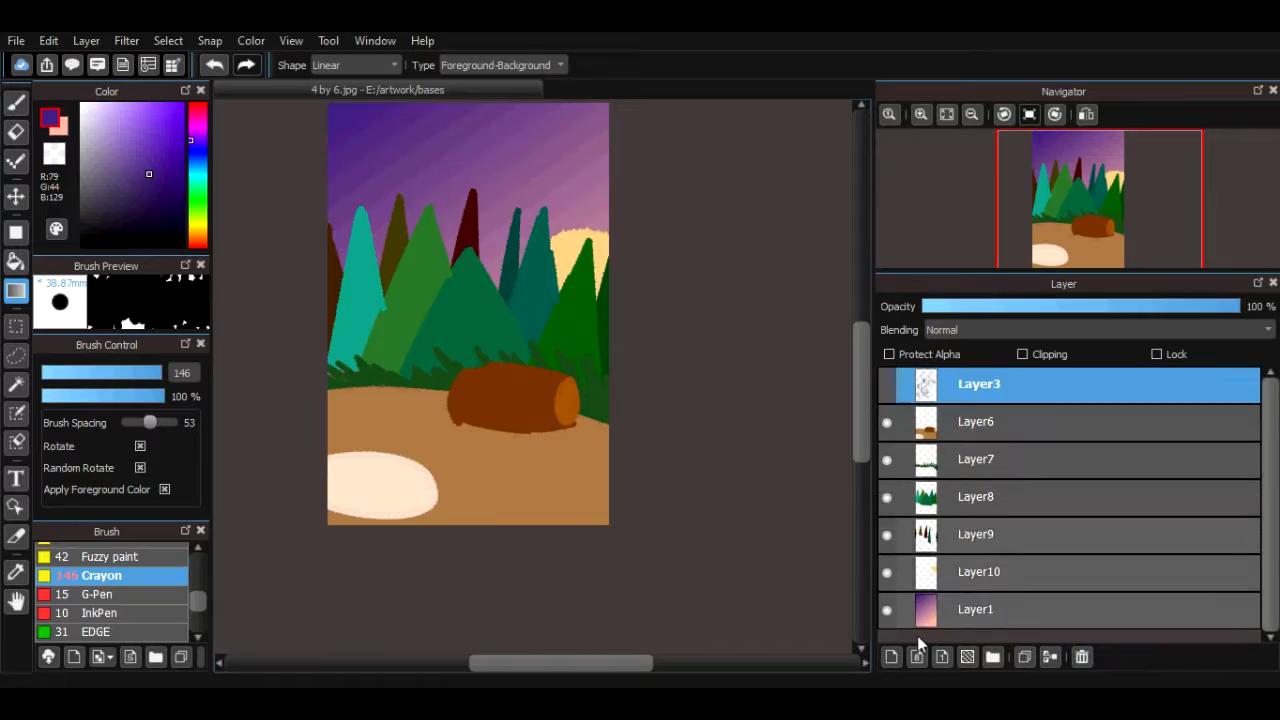 File Edit Layer Filter Select Snap Color View Tool Window Help
Shape Linear Type Foreground-Background
Color
4 by 6.jpg - E:/artwork/bases
Navigator
R:79
G:44
B:129
Brush Preview
* 38.87mm
Layer
Opacity 100 %
Blending Normal
Protect Alpha Clipping Lock
Brush Control
146
100 %
Brush Spacing 53
Rotate
Random Rotate
Apply Foreground Color
Brush
42 Fuzzy paint
146 Crayon
15 G-Pen
10 InkPen
31 EDGE
Layer3
Layer6
Layer7
Layer8
Layer9
Layer10
Layer1